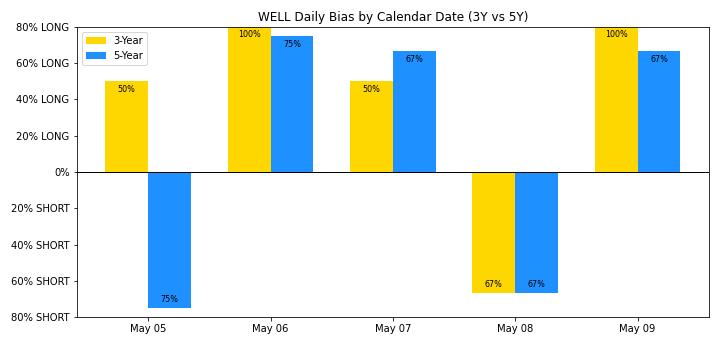 WELL Daily Bias by Calendar Date (3Y vs 5Y)
80% LONG
60% LONG
40% LONG
20% LONG
0%
20% SHORT
40% SHORT
60% SHORT
80% SHORT
3-Year
5-Year
50%
75%
100%
75%
50%
67%
67%
67%
100%
67%
May 05
May 06
May 07
May 08
May 09